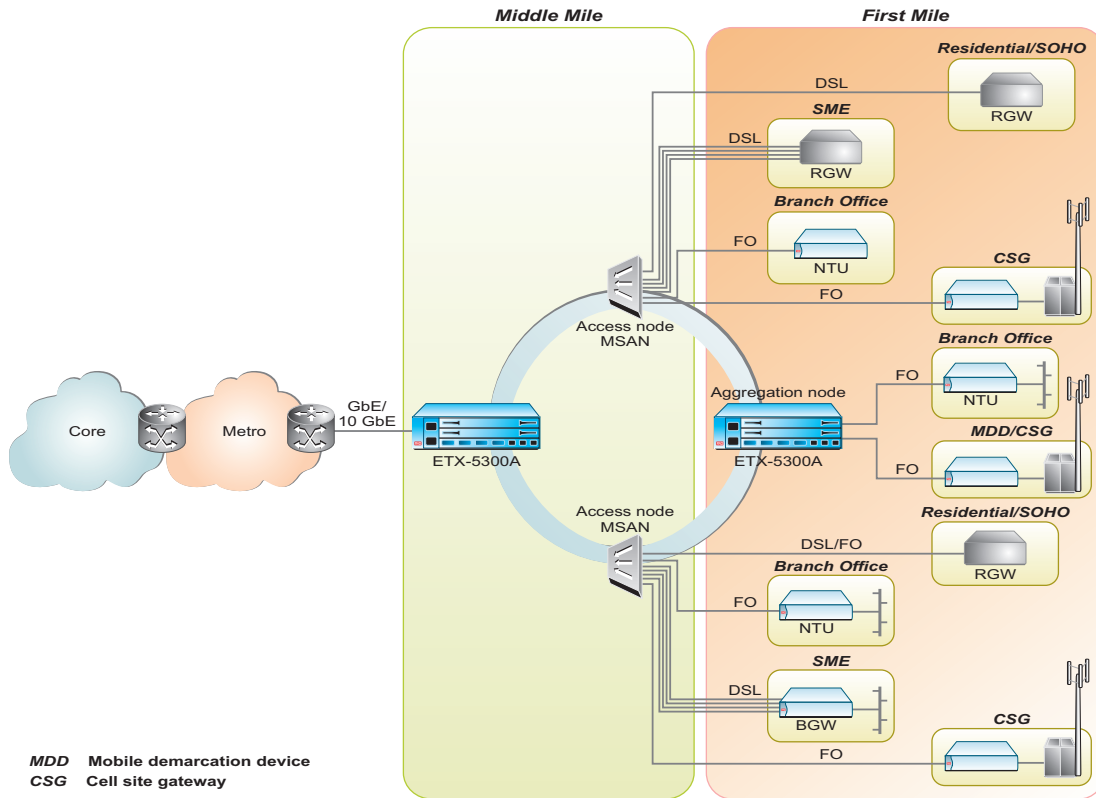 Middle Mile
First Mile
Residential/SOHO
DSL
RGW
SME
DSL
RGW
Branch Office
FO
NTU
CSG
FO
Access node
MSAN
Branch Office
FO
NTU
Aggregation node
GbE/
10 GbE
Core
Metro
ETX-5300A
ETX-5300A
MDD/CSG
FO
Access node
MSAN
Residential/SOHO
DSL/FO
RGW
Branch Office
FO
NTU
SME
DSL
BGW
CSG
FO
MDD Mobile demarcation device
CSG Cell site gateway